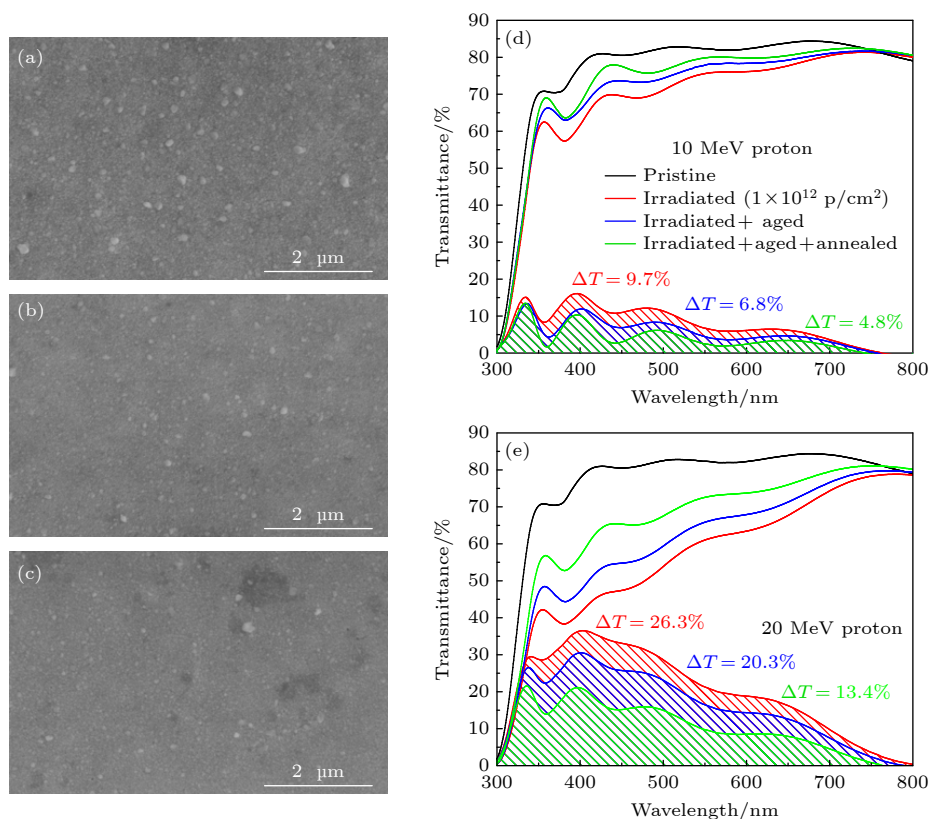 (a)
2 μm
(b)
2 μm
(c)
2 μm
(d)
Transmittance/%
90
80
70
60
50
40
30
20
10
0
10 MeV proton
Pristine
Irradiated (1×10¹² p/cm²)
Irradiated+ aged
Irradiated+aged+annealed
ΔT=9.7%
ΔT=6.8%
ΔT=4.8%
300 400 500 600 700 800
Wavelength/nm
(e)
Transmittance/%
90
80
70
60
50
40
30
20
10
0
ΔT=26.3%
20 MeV proton
ΔT=20.3%
ΔT=13.4%
300 400 500 600 700 800
Wavelength/nm